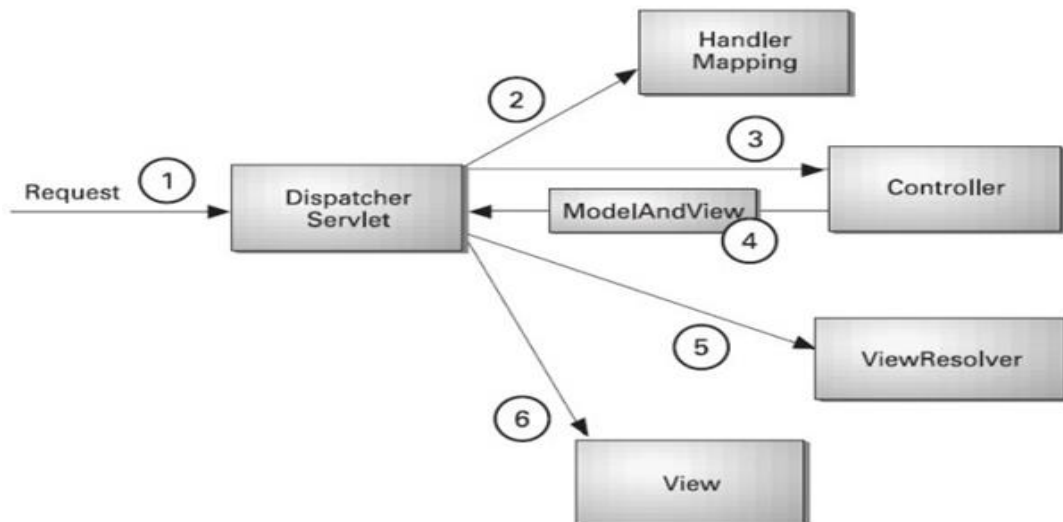 Handler
Mapping
2
3
Request
1
Dispatcher
Servlet
Controller
ModelAndView
4
5
ViewResolver
6
View